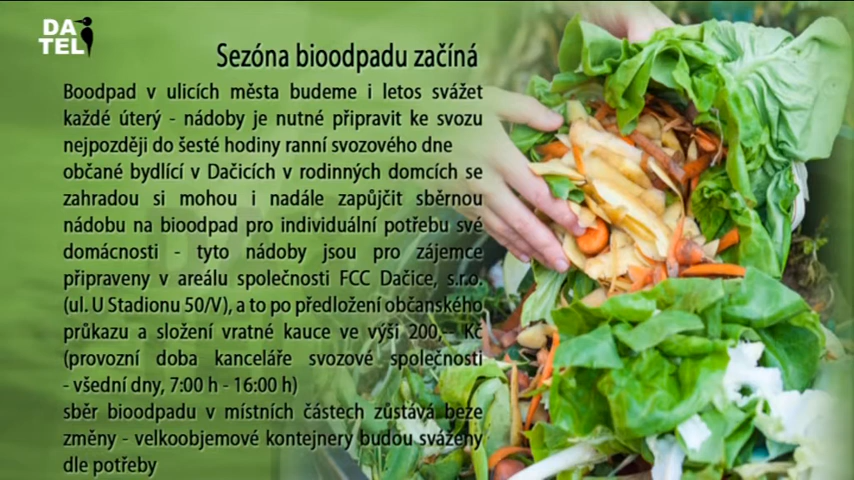 DA
TEL
Sezóna bioodpadu začíná
Boodpad v ulicích města budeme i letos svážet
každé úterý - nádoby je nutné připravit ke svozu
nejpozději do šesté hodiny ranní svozového dne
občané bydlící v Dačicích v rodinných domcích se
zahradou si mohou i nadále zapůjčit sběrnou
nádobu na bioodpad pro individuální potřebu své
domácnosti - tyto nádoby jsou pro zájemce
připraveny v areálu společnosti FCC Dačice, s.r.o.
(ul. U Stadionu 50/V), a to po předložení občanského
průkazu a složení vratné kauce ve výši 200,-- Kč
(provozní doba kanceláře svozové společnosti
- všední dny, 7:00 h - 16:00 h)
sběr bioodpadu v místních částech zůstává beze
změny - velkoobjemové kontejnery budou sváženy
dle potřeby